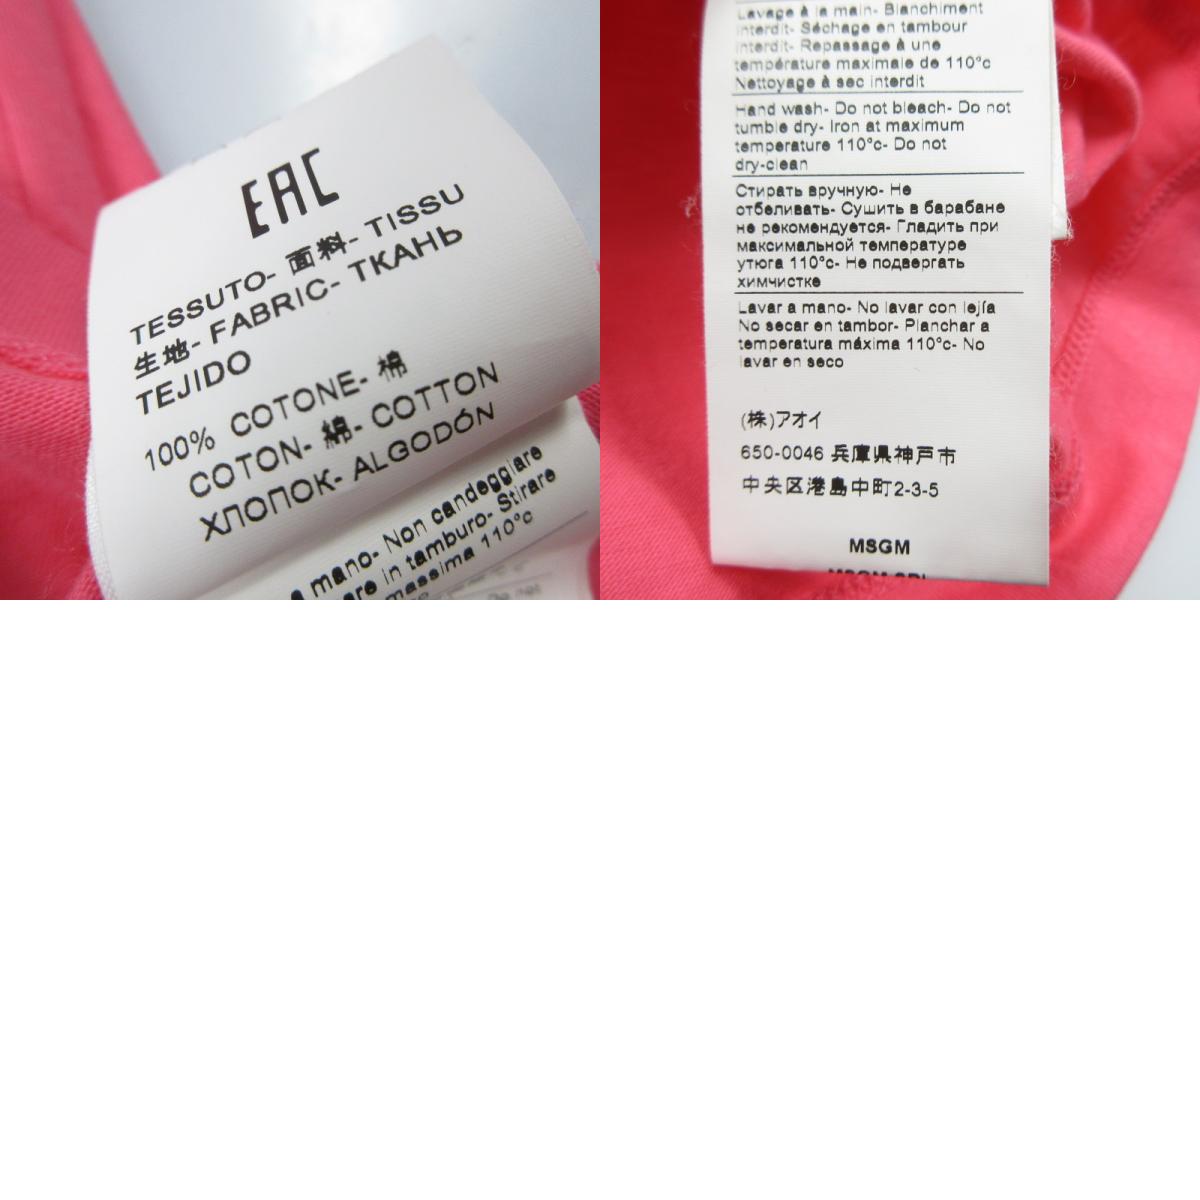 EAC
TESSUTO- 面料- TISSU
生地- FABRIC- ТКАНЬ
TEJIDO
100% COTONE- 棉
COTON- 綿- COTTON
ХЛОПОК- ALGODÓN
a mano- Non candeggiare
are in tamburo- Stirare
massima 110°c
Lavage à la main- Blanchiment
interdit- Séchage en tambour
interdit- Repassage à une
température maximale de 110°c
Nettoyage à sec interdit
Hand wash- Do not bleach- Do not
tumble dry- Iron at maximum
temperature 110°c- Do not
dry-clean
Стирать вручную- Не
отбеливать- Сушить в барабане
не рекомендуется- Гладить при
максимальной температуре
утюга 110°c- Не подвергать
химчистке
Lavar a mano- No lavar con lejía
No secar en tambor- Planchar a
temperatura máxima 110°c- No
lavar en seco
(株)アオイ
650-0046 兵庫県神戸市
中央区港島中町2-3-5
MSGM